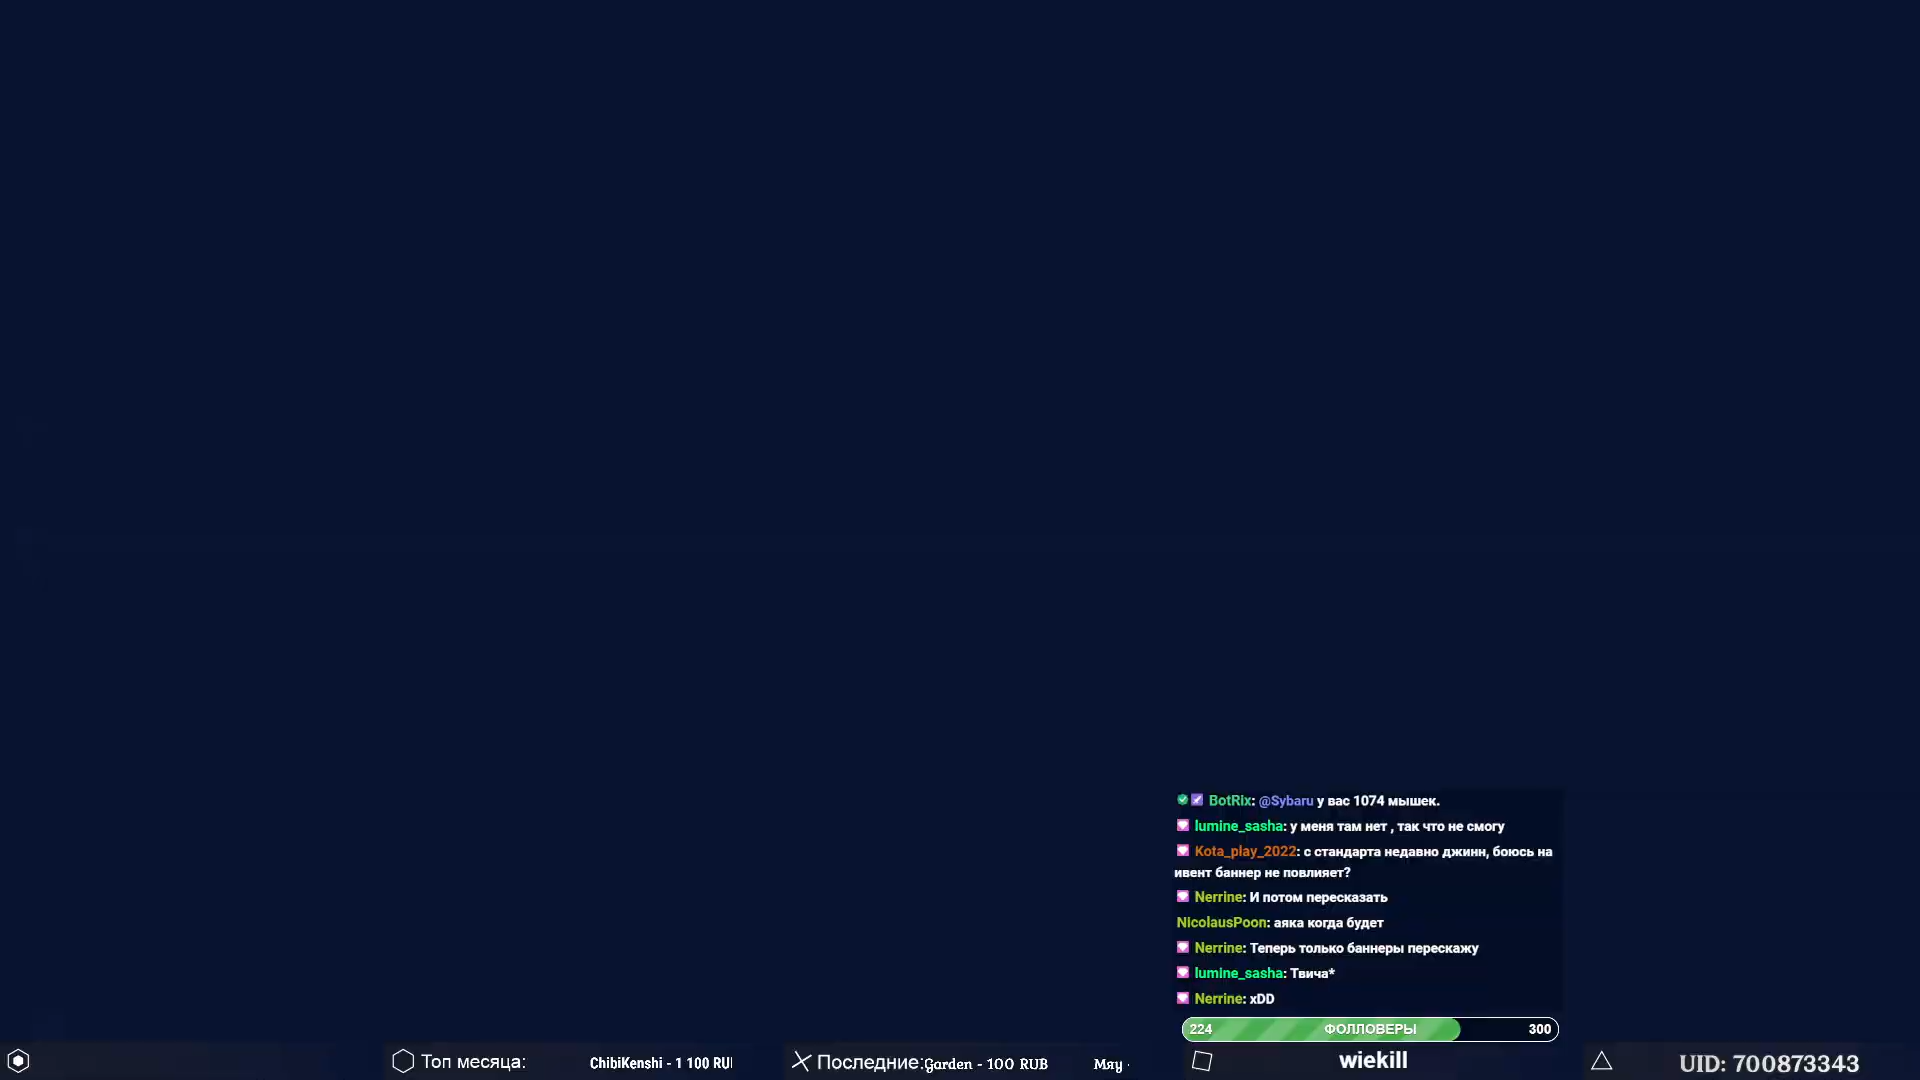 BotRix: @Sybaru у вас 1074 мышек.
lumine_sasha: у меня там нет , так что не смогу
Kota_play_2022: с стандарта недавно джинн, боюсь на
ивент баннер не повлияет?
Nerrine: И потом пересказать
NicolausPoon: аяка когда будет
Nerrine: Теперь только баннеры перескажу
lumine_sasha: Твича*
Nerrine: xDD
224 ФОЛЛОВЕРЫ 300
Топ месяца: ChibiKenshi - 1 100 RU
Последние: Garden - 100 RUB Мяу -
wiekill
UID: 700873343